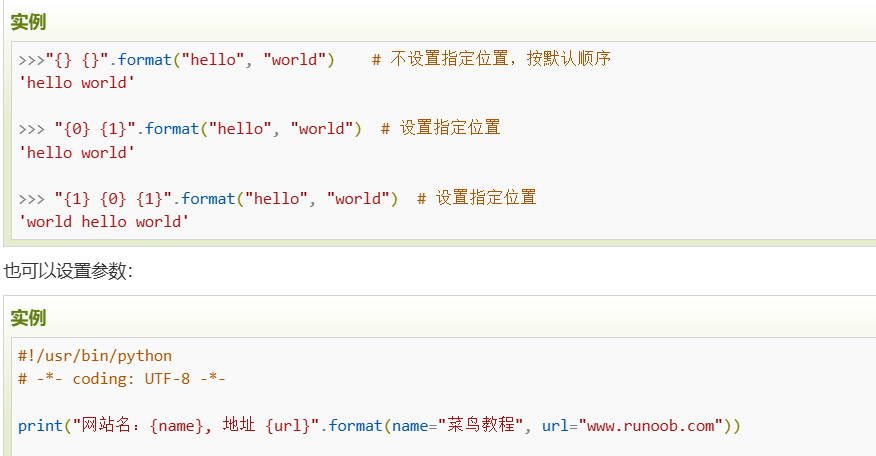 实例
>>>"{} {}".format("hello", "world")    # 不设置指定位置，按默认顺序
'hello world'
>>> "{0} {1}".format("hello", "world")  # 设置指定位置
'hello world'
>>> "{1} {0} {1}".format("hello", "world")  # 设置指定位置
'world hello world'
也可以设置参数：
实例
#!/usr/bin/python
# -*- coding: UTF-8 -*-
print("网站名：{name}, 地址 {url}".format(name="菜鸟教程", url="www.runoob.com"))